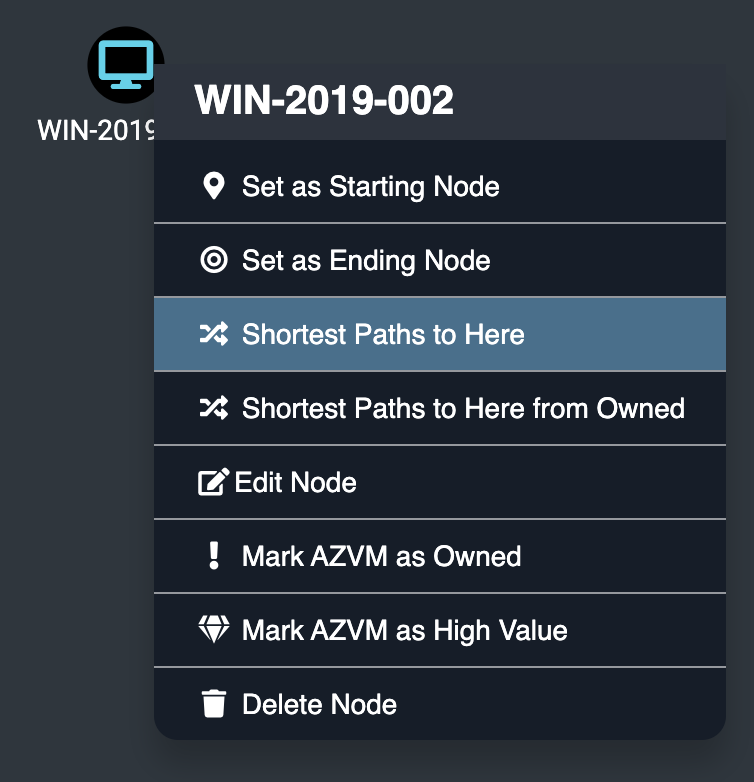 WIN-2019-002
WIN-2019
Set as Starting Node
Set as Ending Node
Shortest Paths to Here
Shortest Paths to Here from Owned
Edit Node
Mark AZVM as Owned
Mark AZVM as High Value
Delete Node